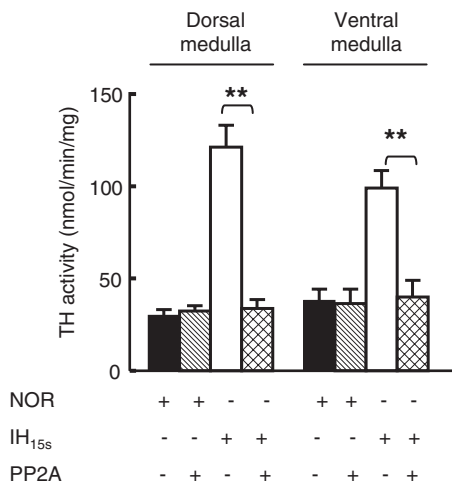 Dorsal medulla
Ventral medulla
TH activity (nmol/min/mg)
150
100
50
0
**
**
NOR + + - - + + - -
IH15s - - + + - - + +
PP2A - + - + - + - +